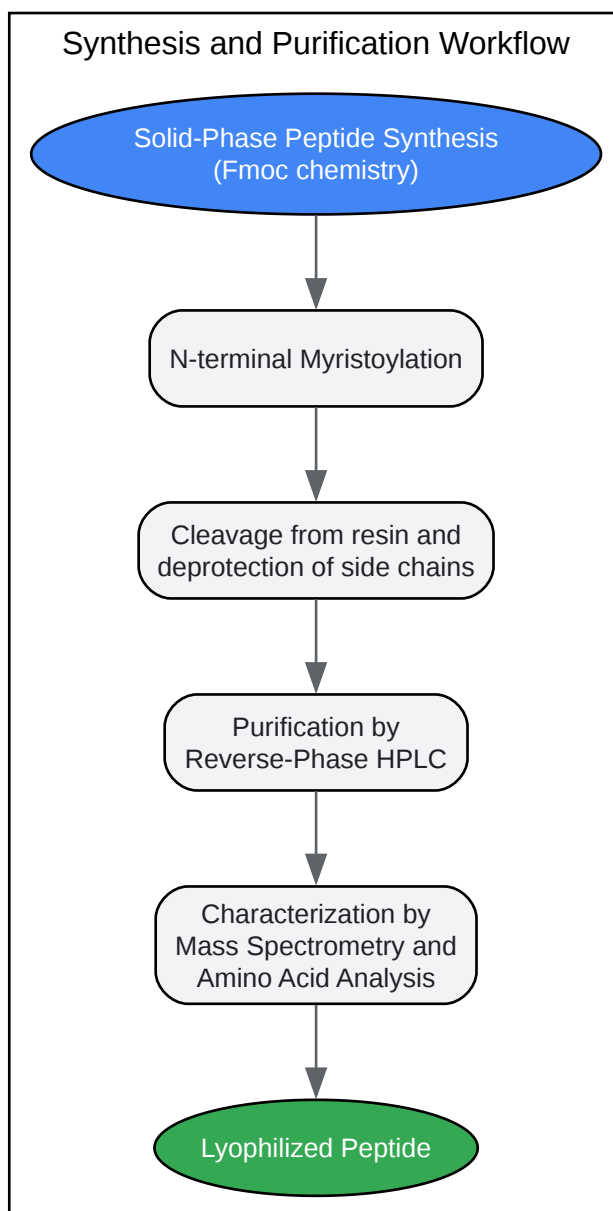 Synthesis and Purification Workflow
Solid-Phase Peptide Synthesis
(Fmoc chemistry)
N-terminal Myristoylation
Cleavage from resin and
deprotection of side chains
Purification by
Reverse-Phase HPLC
Characterization by
Mass Spectrometry and
Amino Acid Analysis
Lyophilized Peptide